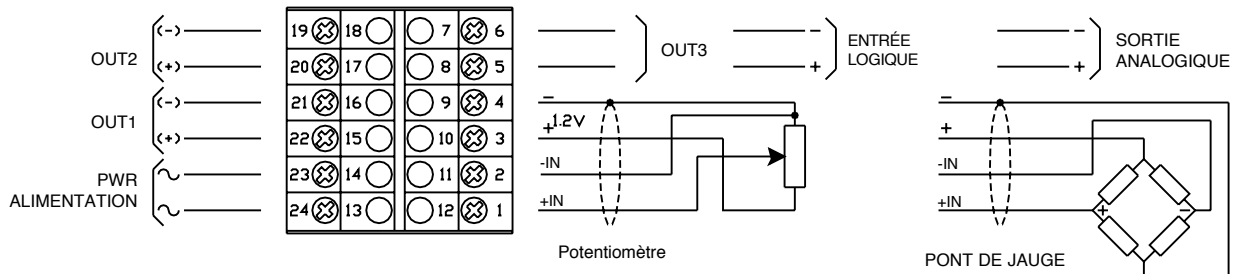 OUT2
(-)
(+)
OUT1
(-)
(+)
PWR
ALIMENTATION
19 18 7 6
20 17 8 5
21 16 9 4
22 15 10 3
23 14 11 2
24 13 12 1
OUT3
-
+
ENTRÉE
LOGIQUE
-
+
SORTIE
ANALOGIQUE
-
+ 1.2V
-IN
+IN
Potentiomètre
-
+
-IN
+IN
+ -
PONT DE JAUGE